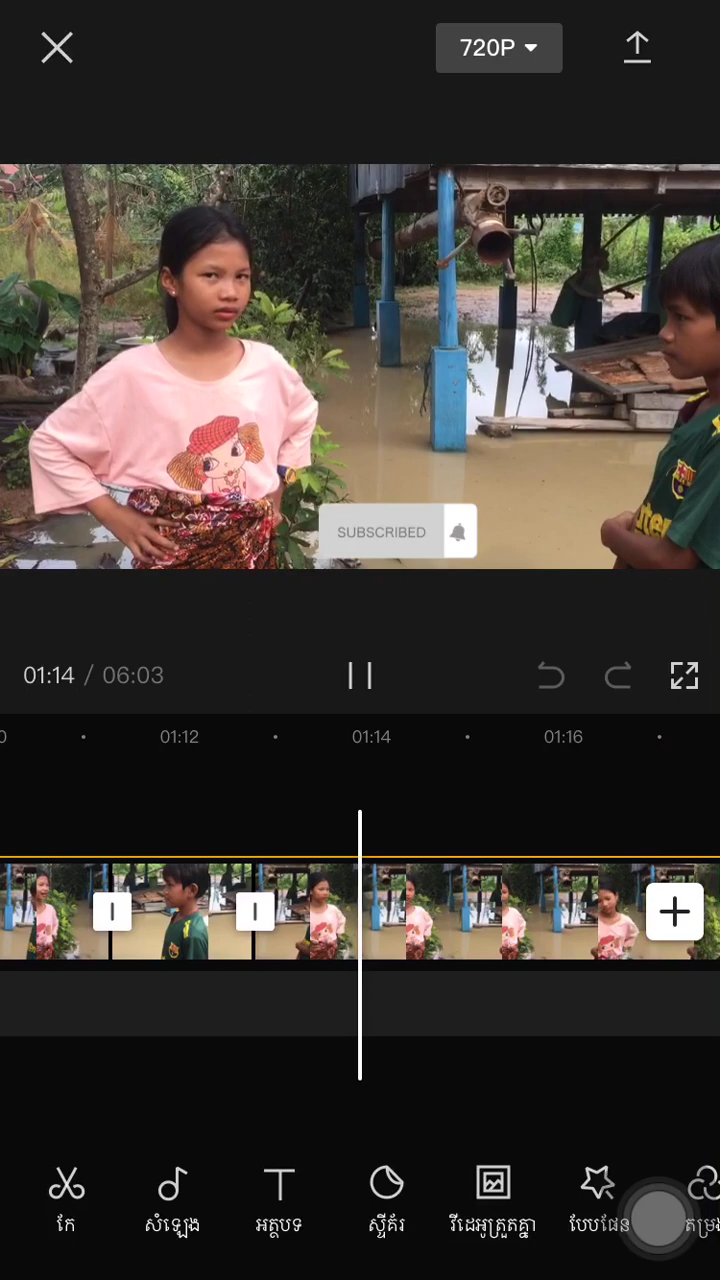 720P
SUBSCRIBED
01:14 / 06:03
01:12
01:14
01:16
កែ
សំឡេង
អត្ថបទ
ស្ទីគ័រ
វីដេអូត្រួតគ្នា
បែបផែន